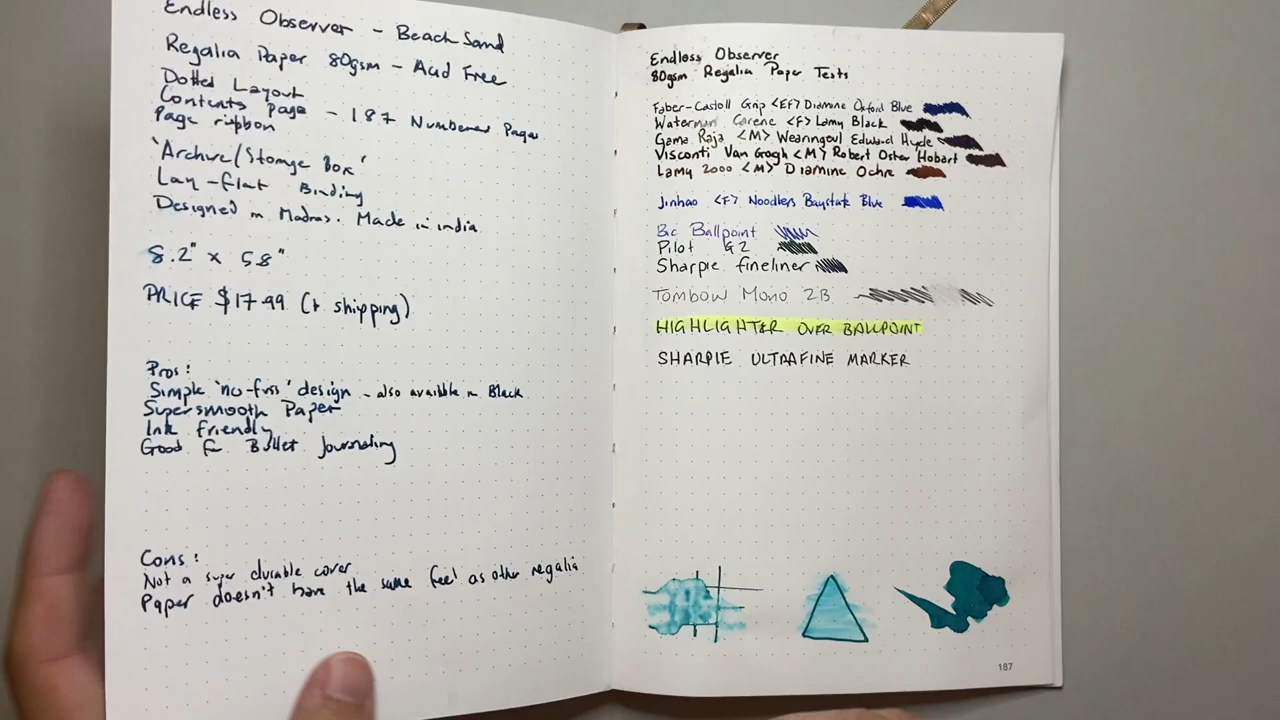 Endless Observer - Beach Sand
Regalia Paper 80gsm - Acid Free
Dotted Layout
Contents page - 187 Numbered Pages
Page ribbon
'Archive/Storage Box'
Lay-flat Binding
Designed in Madras. Made in india
8.2" x 5.8"
PRICE $17.99 (+ shipping)
Pros:
Simple 'no-fuss' design - also available in Black
Supersmooth Paper
Ink friendly
Good for Bullet Journaling
Cons:
Not a super durable cover
Paper doesn't have the same feel as other regalia
Endless Observer
80gsm Regalia Paper Tests
Faber-Castell Grip <EF> Diamine Oxford Blue
Waterman Carene <F> Lamy Black
Gama Raja <M> Wearingeul Edward Hyde
Visconti Van Gogh <M> Robert Oster Hobart
Lamy 2000 <M> Diamine Ochre
Jinhao <F> Noodlers Baystate Blue
Bic Ballpoint
Pilot G2
Sharpie fineliner
Tombow Mono 2B
HIGHLIGHTER OVER BALLPOINT
SHARPIE ULTRAFINE MARKER
187